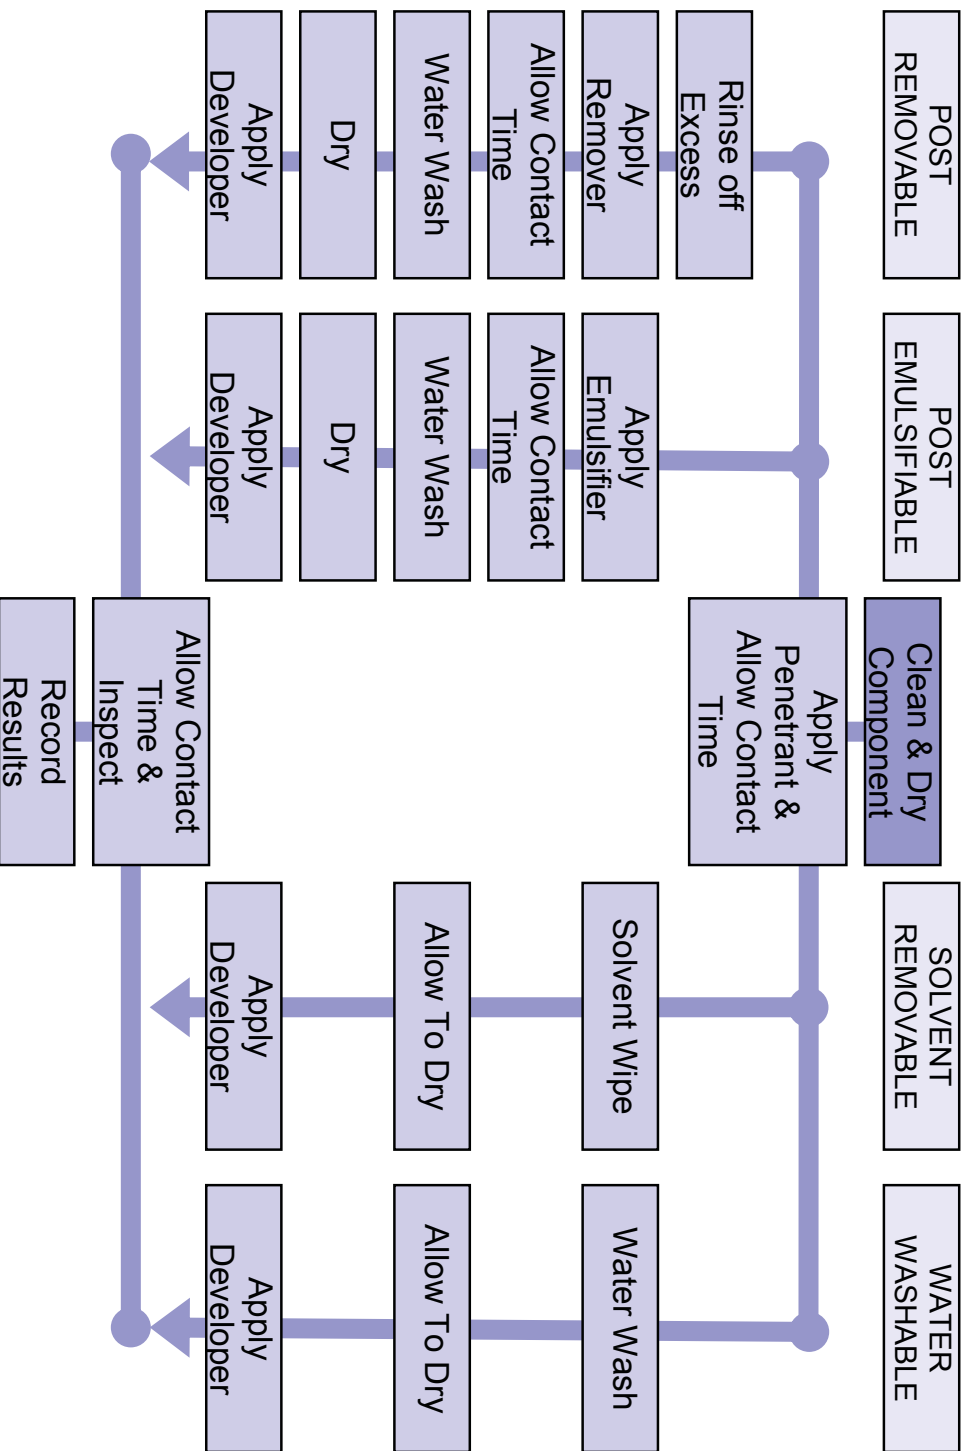 POST
REMOVABLE
POST
EMULSIFIABLE
SOLVENT
REMOVABLE
WATER
WASHABLE
Clean & Dry
Component
Apply
Penetrant &
Allow Contact
Time
Rinse off
Excess
Apply
Remover
Allow Contact
Time
Water Wash
Dry
Apply
Developer
Apply
Emulsifier
Allow Contact
Time
Water Wash
Dry
Apply
Developer
Solvent Wipe
Allow To Dry
Apply
Developer
Water Wash
Allow To Dry
Apply
Developer
Allow Contact
Time &
Inspect
Record
Results